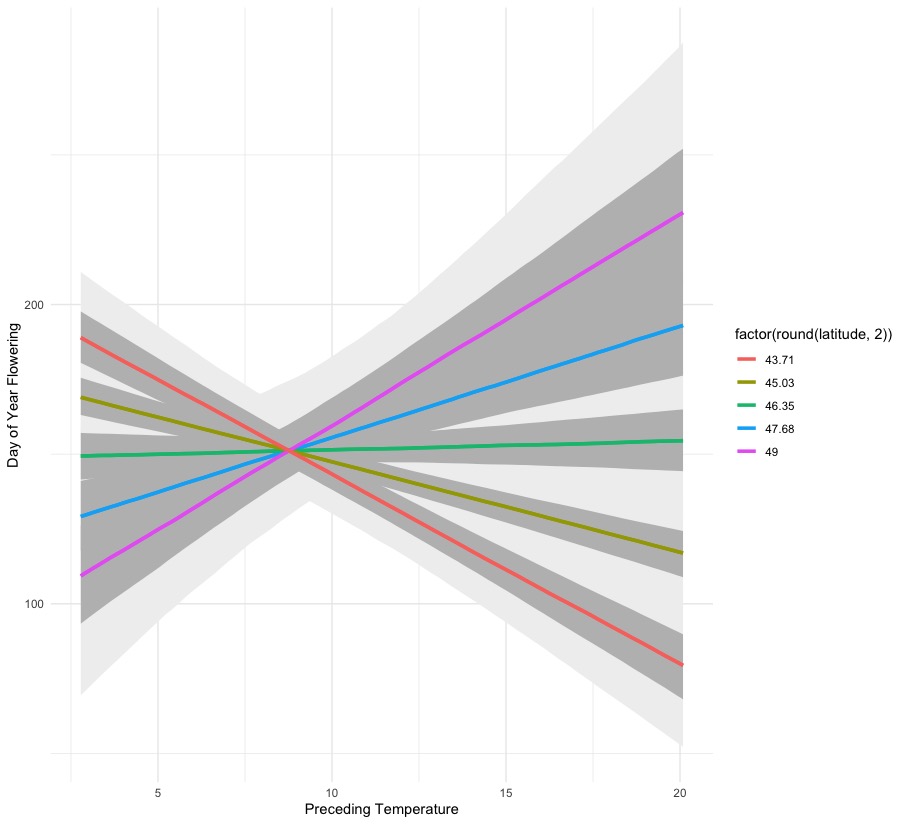 Day of Year Flowering
200
100
5 10 15 20
Preceding Temperature
factor(round(latitude, 2))
43.71
45.03
46.35
47.68
49